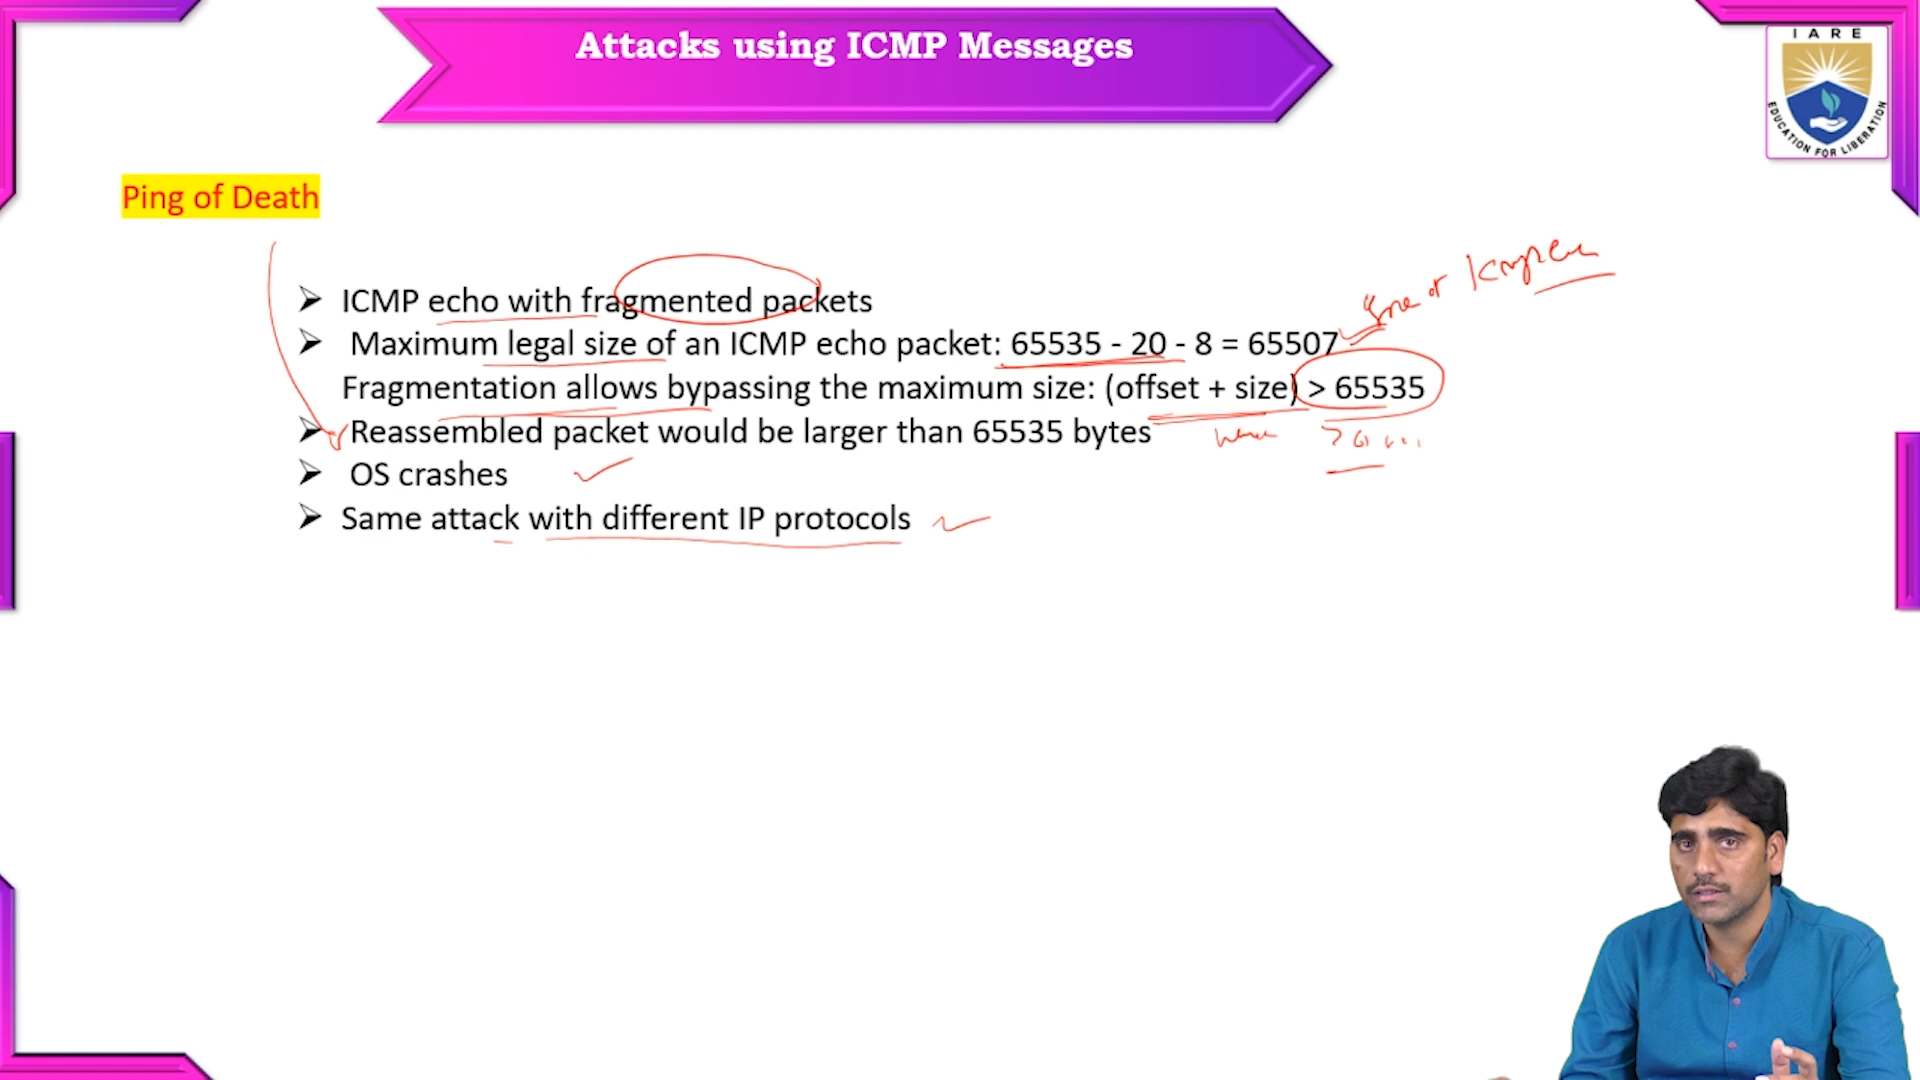 Attacks using ICMP Messages
IARE
EDUCATION FOR LIBERATION
Ping of Death
ICMP echo with fragmented packets
Maximum legal size of an ICMP echo packet: 65535 - 20 - 8 = 65507
Fragmentation allows bypassing the maximum size: (offset + size) > 65535
Reassembled packet would be larger than 65535 bytes
OS crashes
Same attack with different IP protocols